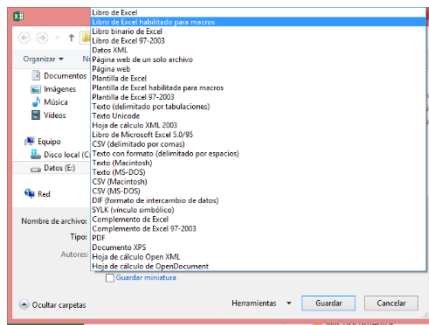 Libro de Excel
Libro de Excel habilitado para macros
Libro binario de Excel
Libro de Excel 97-2003
Datos XML
Página web de un solo archivo
Página web
Plantilla de Excel
Plantilla de Excel habilitada para macros
Plantilla de Excel 97-2003
Texto (delimitado por tabulaciones)
Texto Unicode
Hoja de cálculo XML 2003
Libro de Microsoft Excel 5.0/95
CSV (delimitado por comas)
Texto con formato (delimitado por espacios)
Texto (Macintosh)
Texto (MS-DOS)
CSV (Macintosh)
CSV (MS-DOS)
DIF (formato de intercambio de datos)
SYLK (vínculo simbólico)
Complemento de Excel
Complemento de Excel 97-2003
PDF
Documento XPS
Hoja de cálculo Open XML
Hoja de cálculo de OpenDocument
Organizar
Documentos
Imágenes
Música
Vídeos
Equipo
Disco local (C:
Datos (E:)
Red
Nombre de archivo:
Tipo:
Autores:
Guardar miniatura
Ocultar carpetas
Herramientas
Guardar
Cancelar